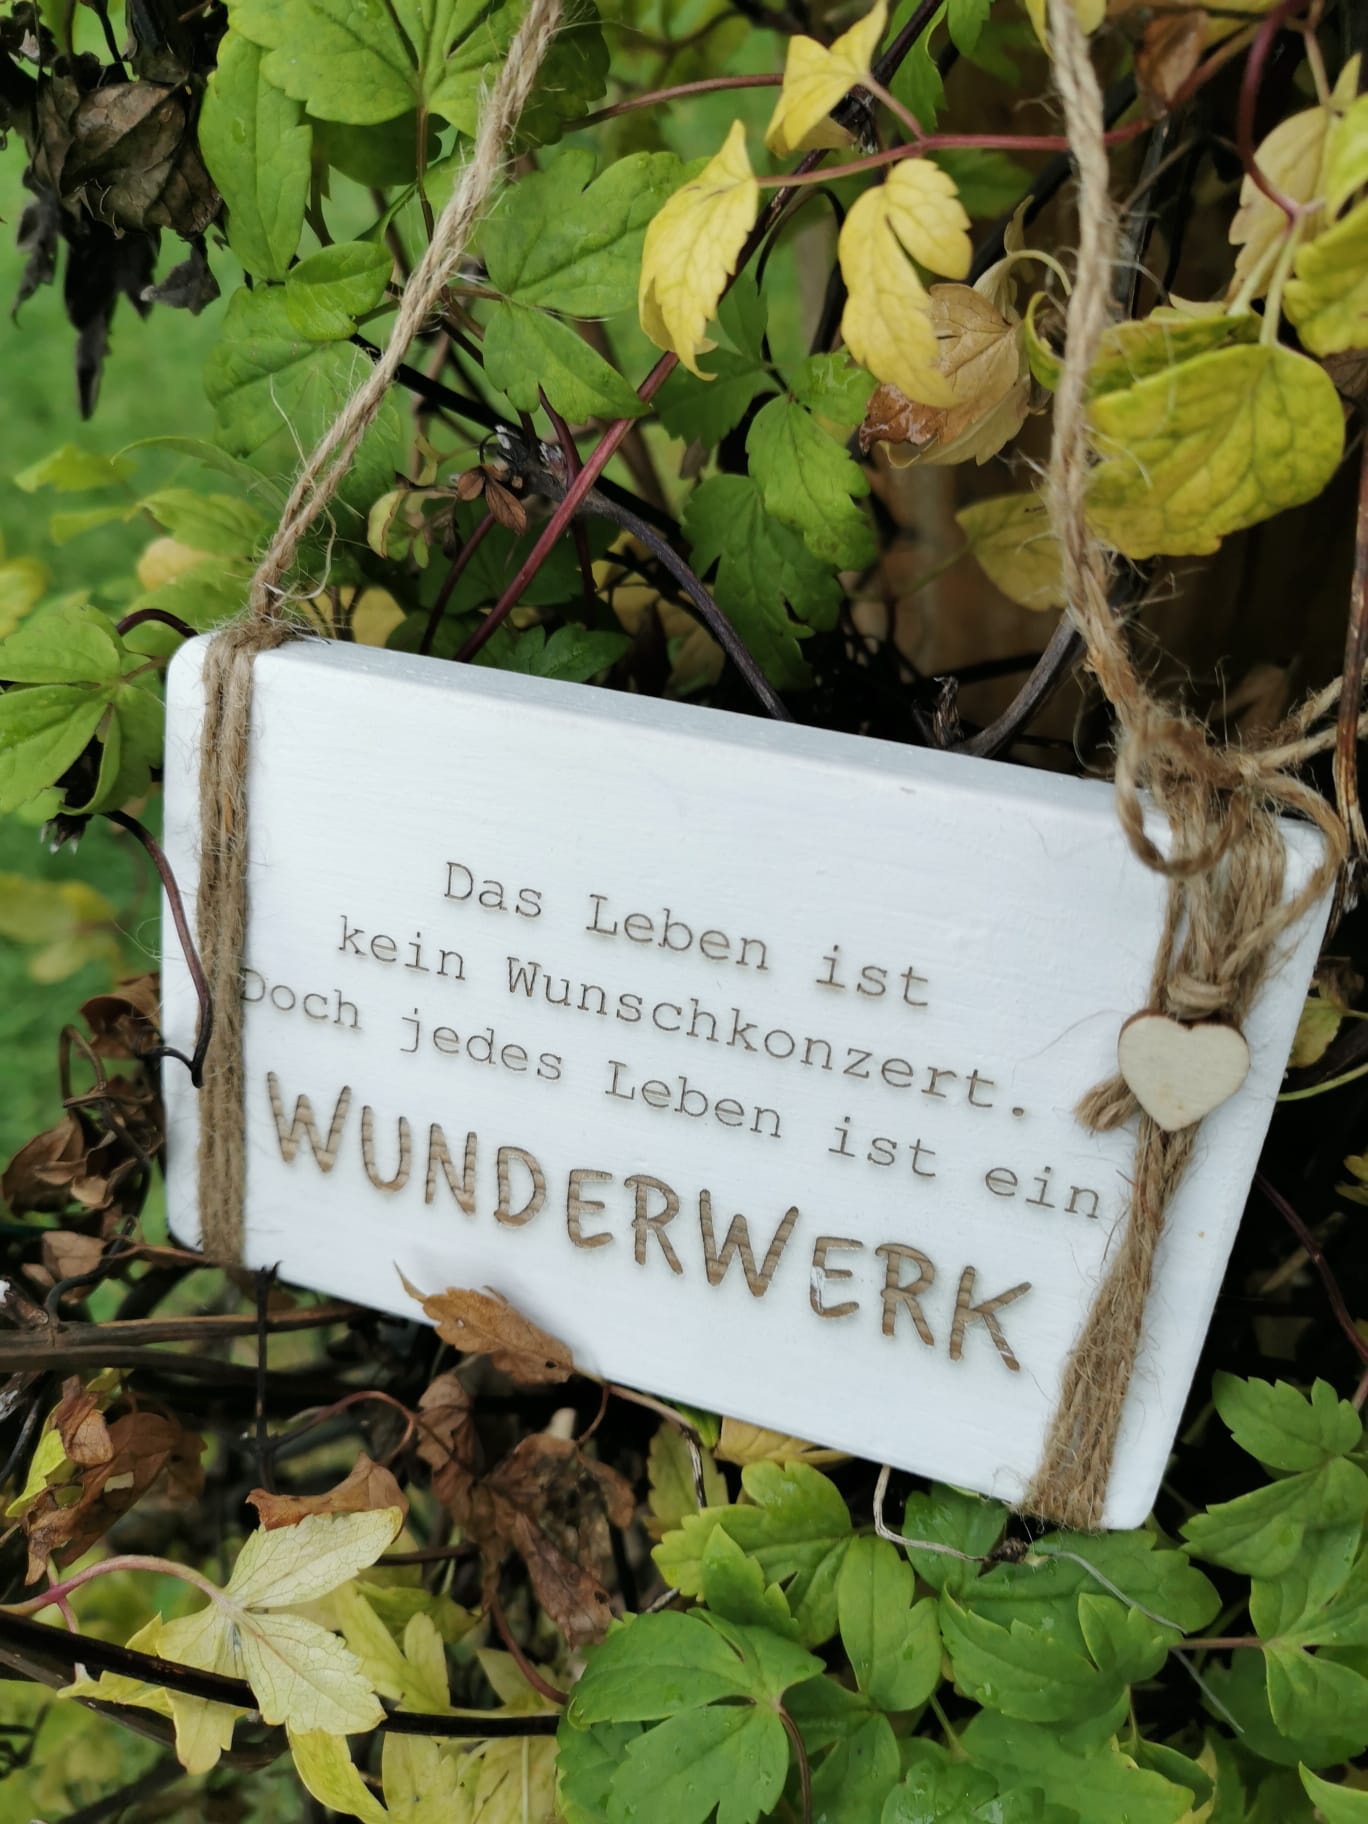 Das Leben ist
kein Wunschkonzert.
Doch jedes Leben ist ein
WUNDERWERK